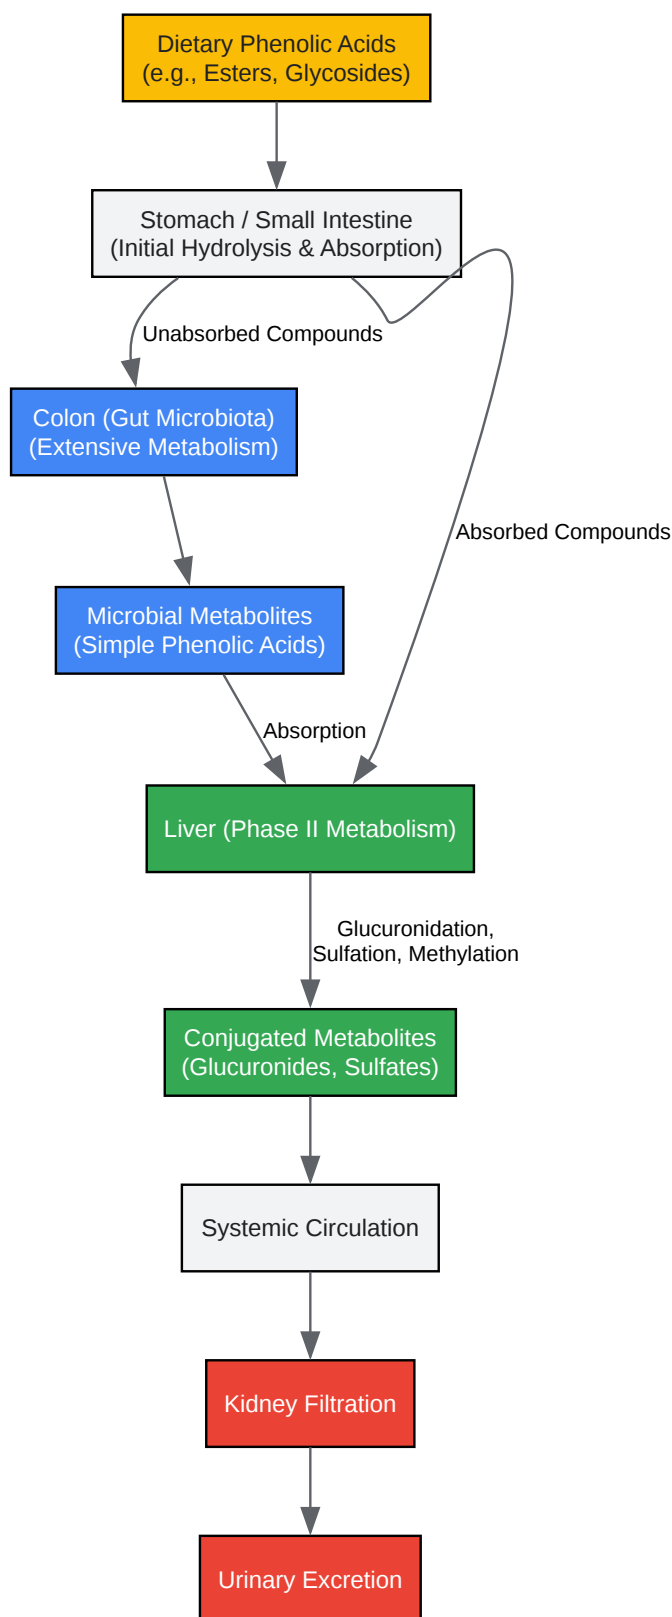 Dietary Phenolic Acids
(e.g., Esters, Glycosides)
Stomach / Small Intestine
(Initial Hydrolysis & Absorption)
Unabsorbed Compounds
Colon (Gut Microbiota)
(Extensive Metabolism)
Absorbed Compounds
Microbial Metabolites
(Simple Phenolic Acids)
Absorption
Liver (Phase II Metabolism)
Glucuronidation,
Sulfation, Methylation
Conjugated Metabolites
(Glucuronides, Sulfates)
Systemic Circulation
Kidney Filtration
Urinary Excretion